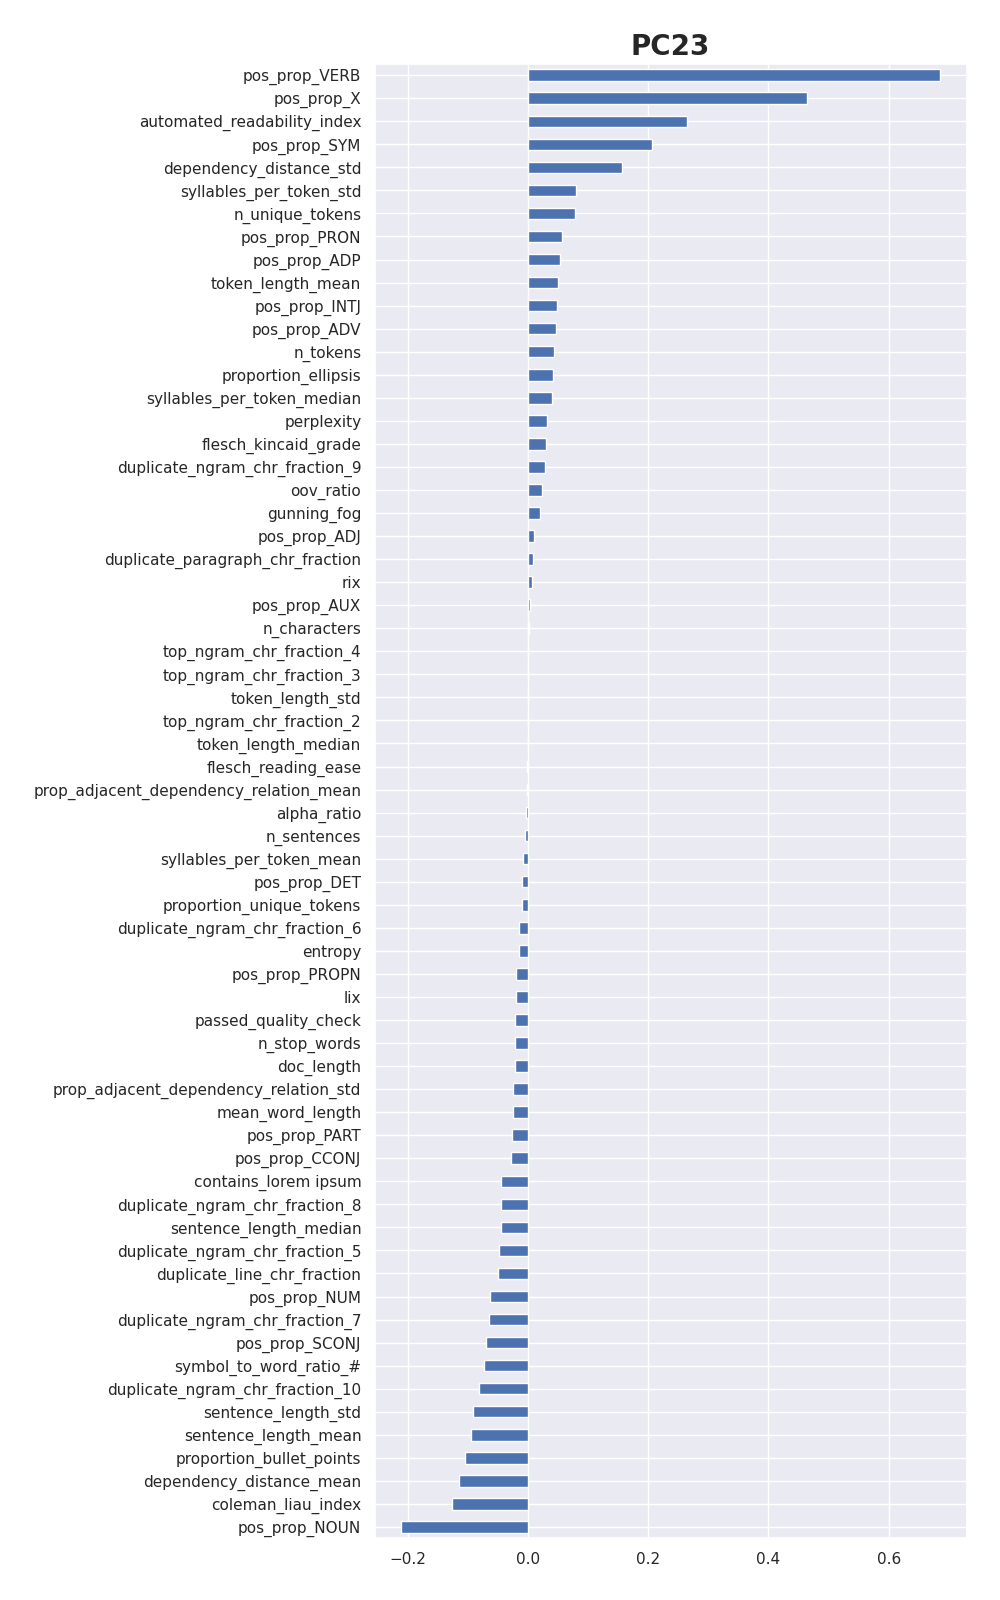 PC23
pos_prop_VERB
pos_prop_X
automated_readability_index
pos_prop_SYM
dependency_distance_std
syllables_per_token_std
n_unique_tokens
pos_prop_PRON
pos_prop_ADP
token_length_mean
pos_prop_INTJ
pos_prop_ADV
n_tokens
proportion_ellipsis
syllables_per_token_median
perplexity
flesch_kincaid_grade
duplicate_ngram_chr_fraction_9
oov_ratio
gunning_fog
pos_prop_ADJ
duplicate_paragraph_chr_fraction
rix
pos_prop_AUX
n_characters
top_ngram_chr_fraction_4
top_ngram_chr_fraction_3
token_length_std
top_ngram_chr_fraction_2
token_length_median
flesch_reading_ease
prop_adjacent_dependency_relation_mean
alpha_ratio
n_sentences
syllables_per_token_mean
pos_prop_DET
proportion_unique_tokens
duplicate_ngram_chr_fraction_6
entropy
pos_prop_PROPN
lix
passed_quality_check
n_stop_words
doc_length
prop_adjacent_dependency_relation_std
mean_word_length
pos_prop_PART
pos_prop_CCONJ
contains_lorem ipsum
duplicate_ngram_chr_fraction_8
sentence_length_median
duplicate_ngram_chr_fraction_5
duplicate_line_chr_fraction
pos_prop_NUM
duplicate_ngram_chr_fraction_7
pos_prop_SCONJ
symbol_to_word_ratio_#
duplicate_ngram_chr_fraction_10
sentence_length_std
sentence_length_mean
proportion_bullet_points
dependency_distance_mean
coleman_liau_index
pos_prop_NOUN
−0.2 0.0 0.2 0.4 0.6